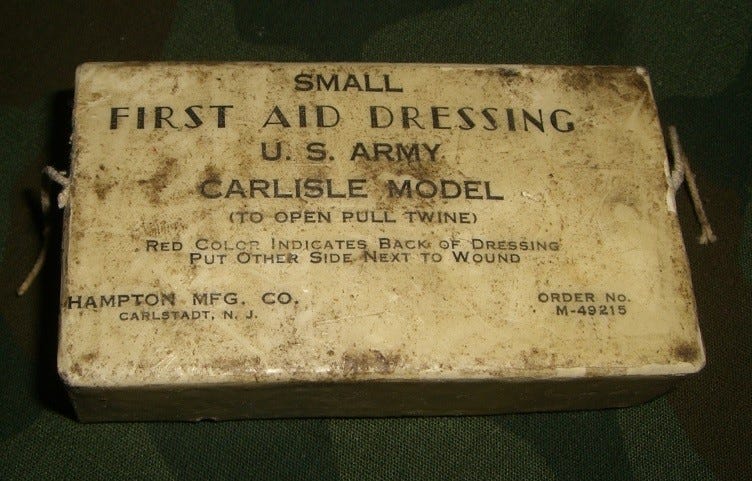 SMALL
FIRST AID DRESSING
U. S. ARMY
CARLISLE MODEL
(TO OPEN PULL TWINE)
RED COLOR INDICATES BACK OF DRESSING
PUT OTHER SIDE NEXT TO WOUND
HAMPTON MFG. CO.
CARLSTADT, N. J.
ORDER NO.
M-49215